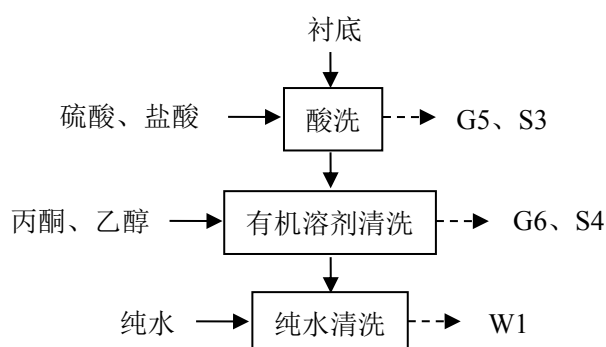 衬底
硫酸、盐酸
酸洗
G5、S3
丙酮、乙醇
有机溶剂清洗
G6、S4
纯水
纯水清洗
W1